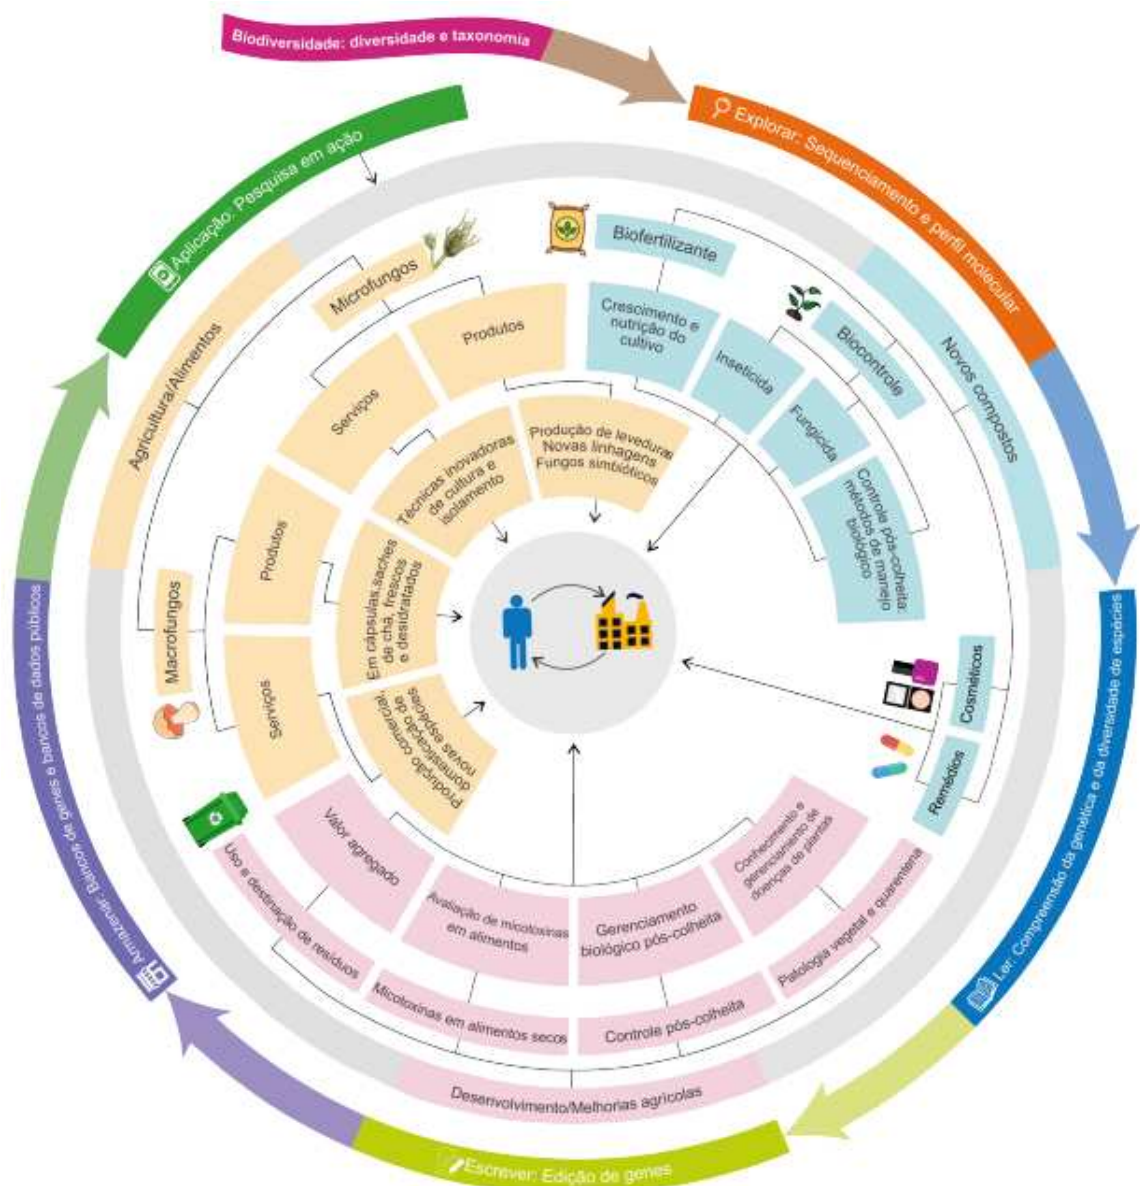 Biodiversidade: diversidade e taxonomia
Explorar: Sequenciamento e perfil molecular
Ler: Compreensão da genética e da diversidade de espécies
Escrever: Edição de genes
Armazenar: Bancos de genes e bancos de dados públicos
Aplicação: Pesquisa em ação
Agricultura/Alimentos
Microfungos
Produtos
Serviços
Produção de leveduras
Novas linhagens
Fungos simbióticos
Técnicas inovadoras
de cultura e
isolamento
Macrofungos
Produtos
Serviços
Em cápsulas,saches
de chá, frescos
e desidratados
Produção comercial,
domesticação de
novas espécies
Novos compostos
Biofertilizante
Crescimento e
nutrição do
cultivo
Biocontrole
Inseticida
Fungicida
Controle pós-colheita:
métodos de manejo
biológico
Cosméticos
Remédios
Desenvolvimento/Melhorias agrícolas
Uso e destinação de resíduos
Micotoxinas em alimentos secos
Controle pós-colheita
Patologia vegetal e quarentena
Valor agregado
Avaliação de micotoxinas
em alimentos
Gerenciamento
biológico pós-colheita
Conhecimento e
gerenciamento de
doenças de plantas